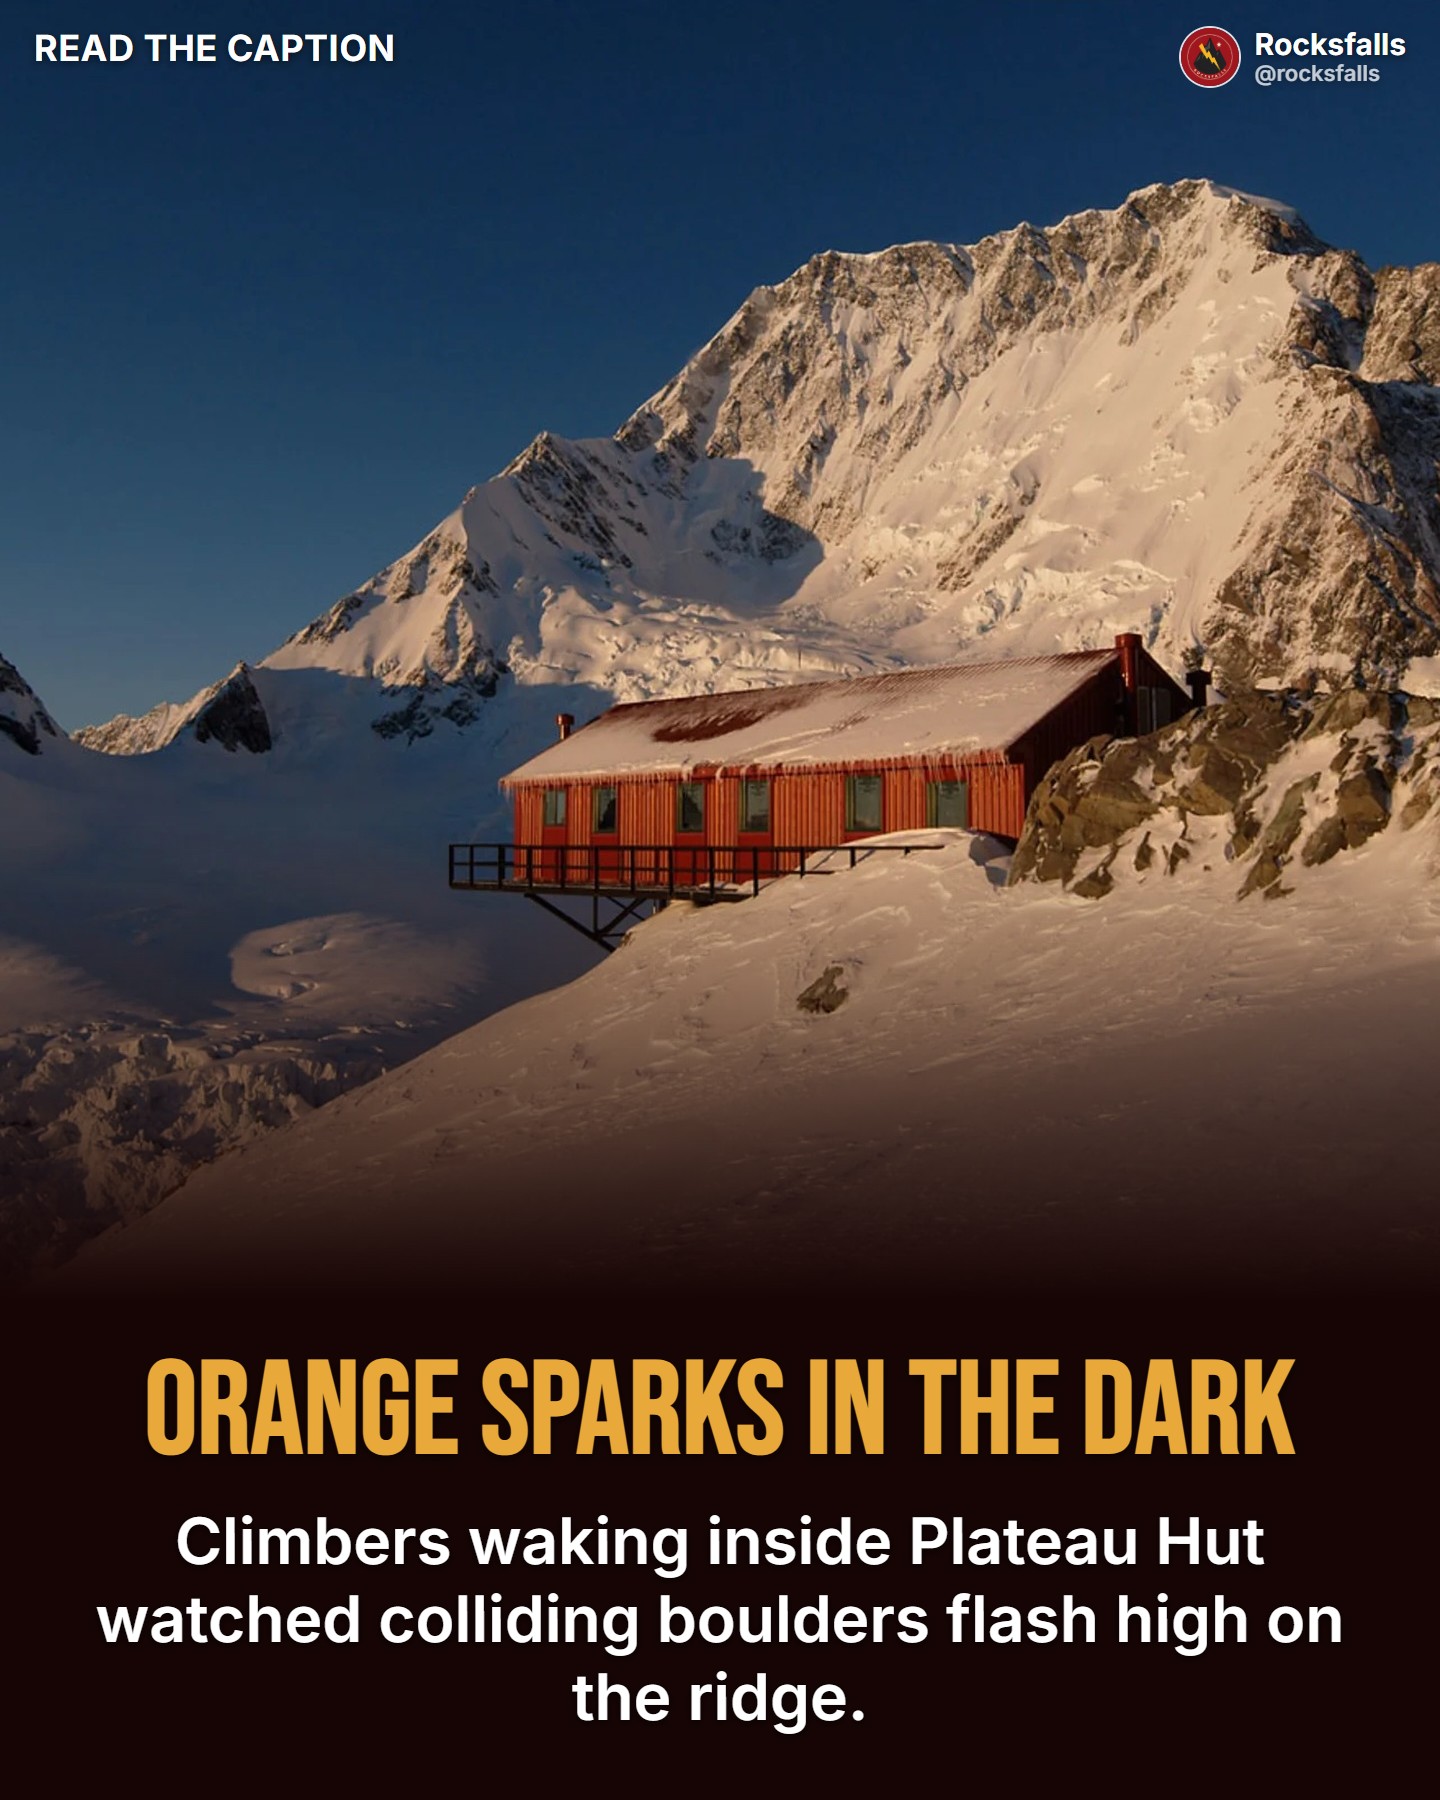 READ THE CAPTION
Rocksfalls
@rocksfalls
ORANGE SPARKS IN THE DARK
Climbers waking inside Plateau Hut
watched colliding boulders flash high on
the ridge.